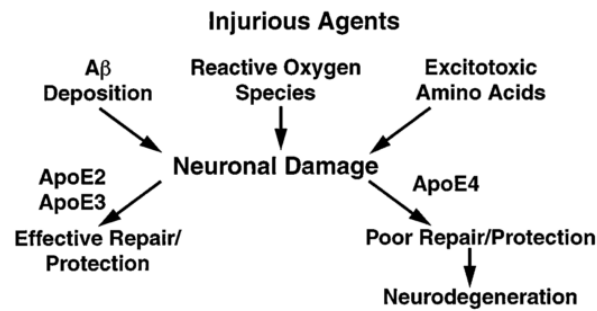 Injurious Agents
Aβ
Deposition
Reactive Oxygen
Species
Excitotoxic
Amino Acids
Neuronal Damage
ApoE2
ApoE3
ApoE4
Effective Repair/
Protection
Poor Repair/Protection
Neurodegeneration